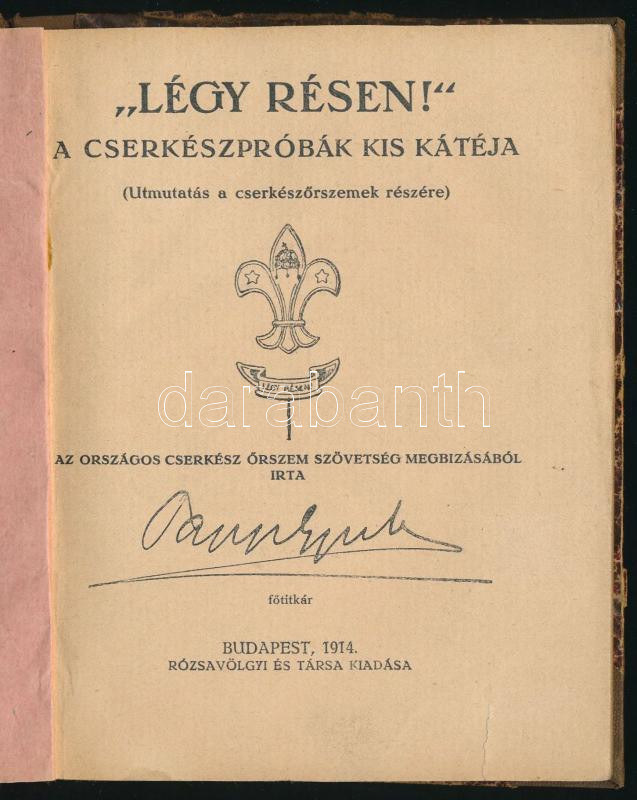 „LÉGY RÉSEN!“
A CSERKÉSZPRÓBÁK KIS KÁTÉJA
(Utmutatás a cserkészőrszemek részére)
LÉGY RÉSEN
darabanth
AZ ORSZÁGOS CSERKÉSZ ŐRSZEM SZÖVETSÉG MEGBIZÁSÁBÓL
IRTA
főtitkár
BUDAPEST, 1914.
RÓZSAVÖLGYI ÉS TÁRSA KIADÁSA